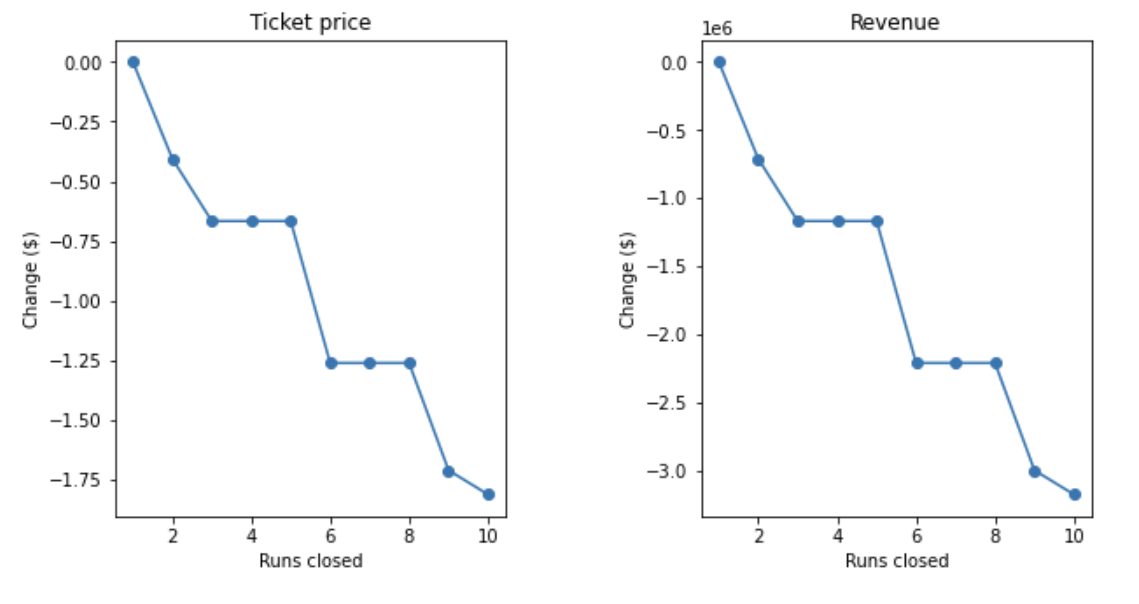 Ticket price
0.00
−0.25
−0.50
−0.75
−1.00
−1.25
−1.50
−1.75
Change ($)
2 4 6 8 10
Runs closed
1e6
Revenue
0.0
−0.5
−1.0
−1.5
−2.0
−2.5
−3.0
Change ($)
2 4 6 8 10
Runs closed